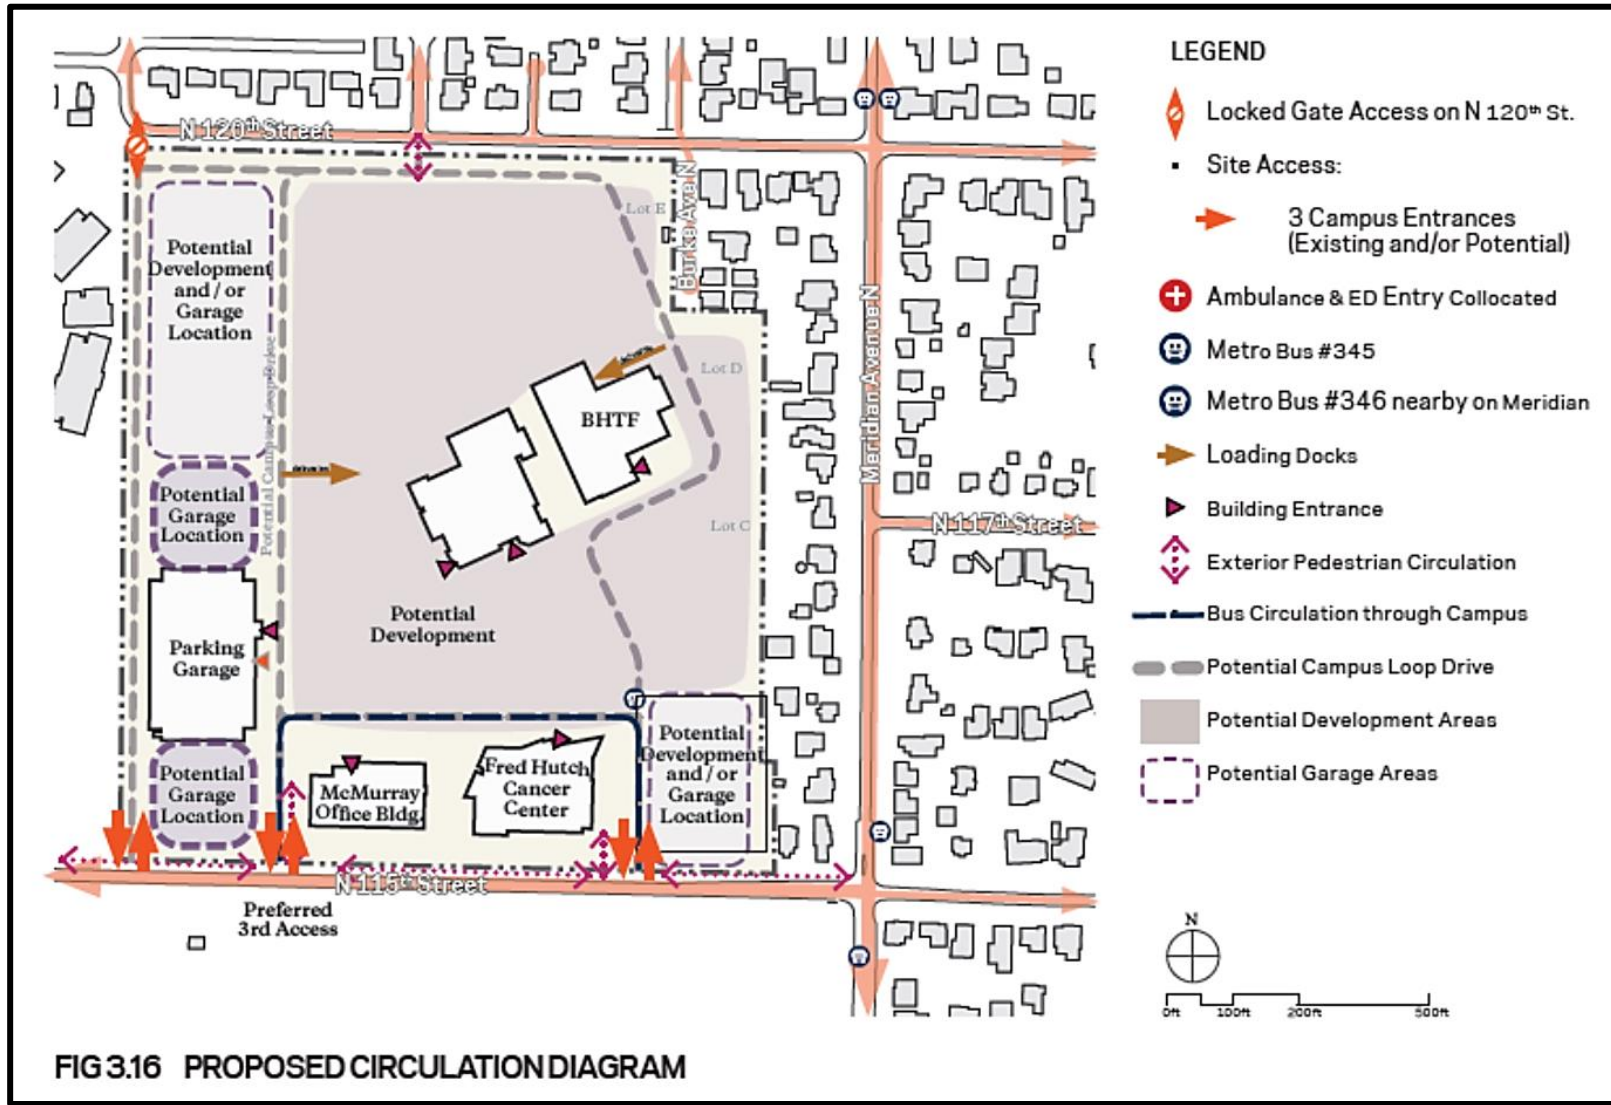 N 120th Street
Burke Ave N
Lot E
Potential
Development
and / or
Garage
Location
Potential Campus Loop Drive
Lot D
BHTF
Meridian Avenue N
Potential
Garage
Location
Lot C
N 117th Street
Potential
Development
Parking
Garage
Potential
Garage
Location
McMurray
Office Bldg.
Fred Hutch
Cancer
Center
Potential
Development
and / or
Garage
Location
N 115th Street
Preferred
3rd Access
LEGEND
Locked Gate Access on N 120th St.
▪ Site Access:
3 Campus Entrances
(Existing and/or Potential)
Ambulance & ED Entry Collocated
Metro Bus #345
Metro Bus #346 nearby on Meridian
Loading Docks
Building Entrance
Exterior Pedestrian Circulation
Bus Circulation through Campus
Potential Campus Loop Drive
Potential Development Areas
Potential Garage Areas
N
0ft 100ft 200ft 500ft
FIG 3.16 PROPOSED CIRCULATION DIAGRAM